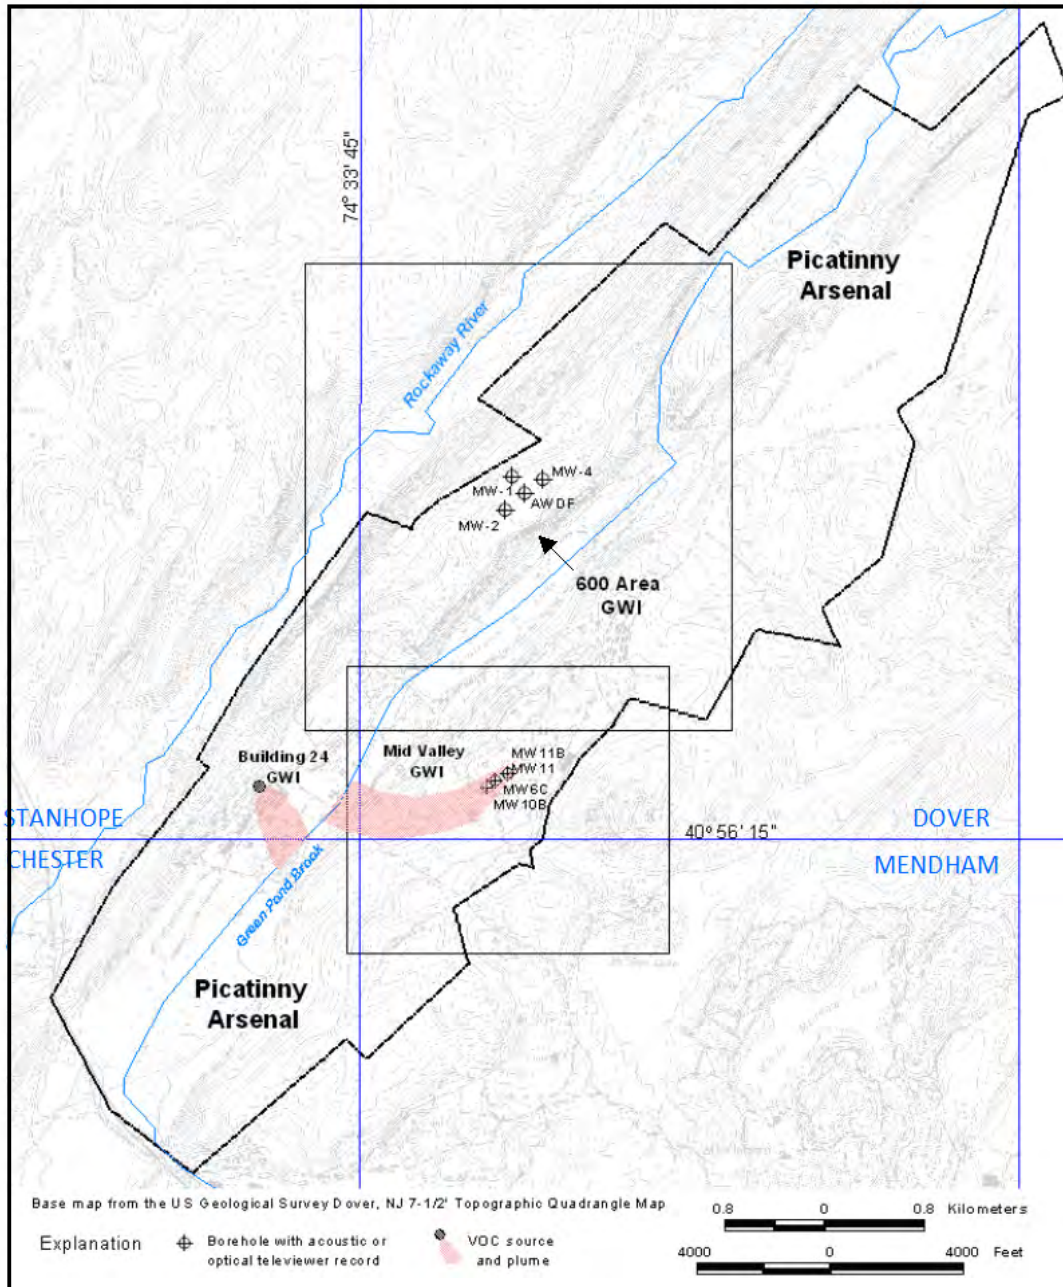 74° 33' 45"
Picatinny
Arsenal
Rockaway River
MW-4
MW-1
AWDF
MW-2
600 Area
GWI
Building 24
GWI
Mid Valley
GWI
MW11B
MW11
MW6C
MW10B
STANHOPE
DOVER
40° 56' 15"
CHESTER
MENDHAM
Green Pond Brook
Picatinny
Arsenal
Base map from the US Geological Survey Dover, NJ 7-1/2' Topographic Quadrangle Map
0.8 0 0.8 Kilometers
Explanation
Borehole with acoustic or
optical televiewer record
VOC source
and plume
4000 0 4000 Feet